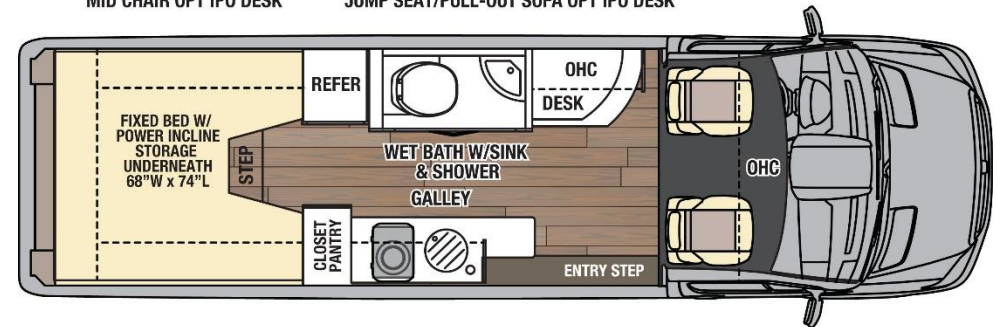 MID CHAIR OPT IPO DESK
JUMP SEAT/PULL-OUT SOFA OPT IPO DESK
REFER
OHC
DESK
FIXED BED W/
POWER INCLINE
STORAGE
UNDERNEATH
68”W x 74”L
STEP
WET BATH W/SINK
& SHOWER
GALLEY
OHC
CLOSET
PANTRY
ENTRY STEP